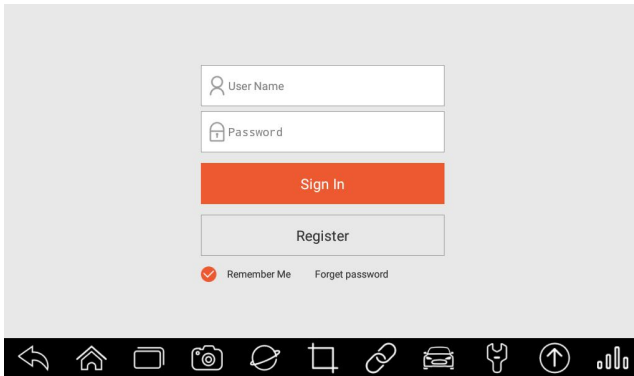 User Name
Password
Sign In
Register
Remember Me Forget password